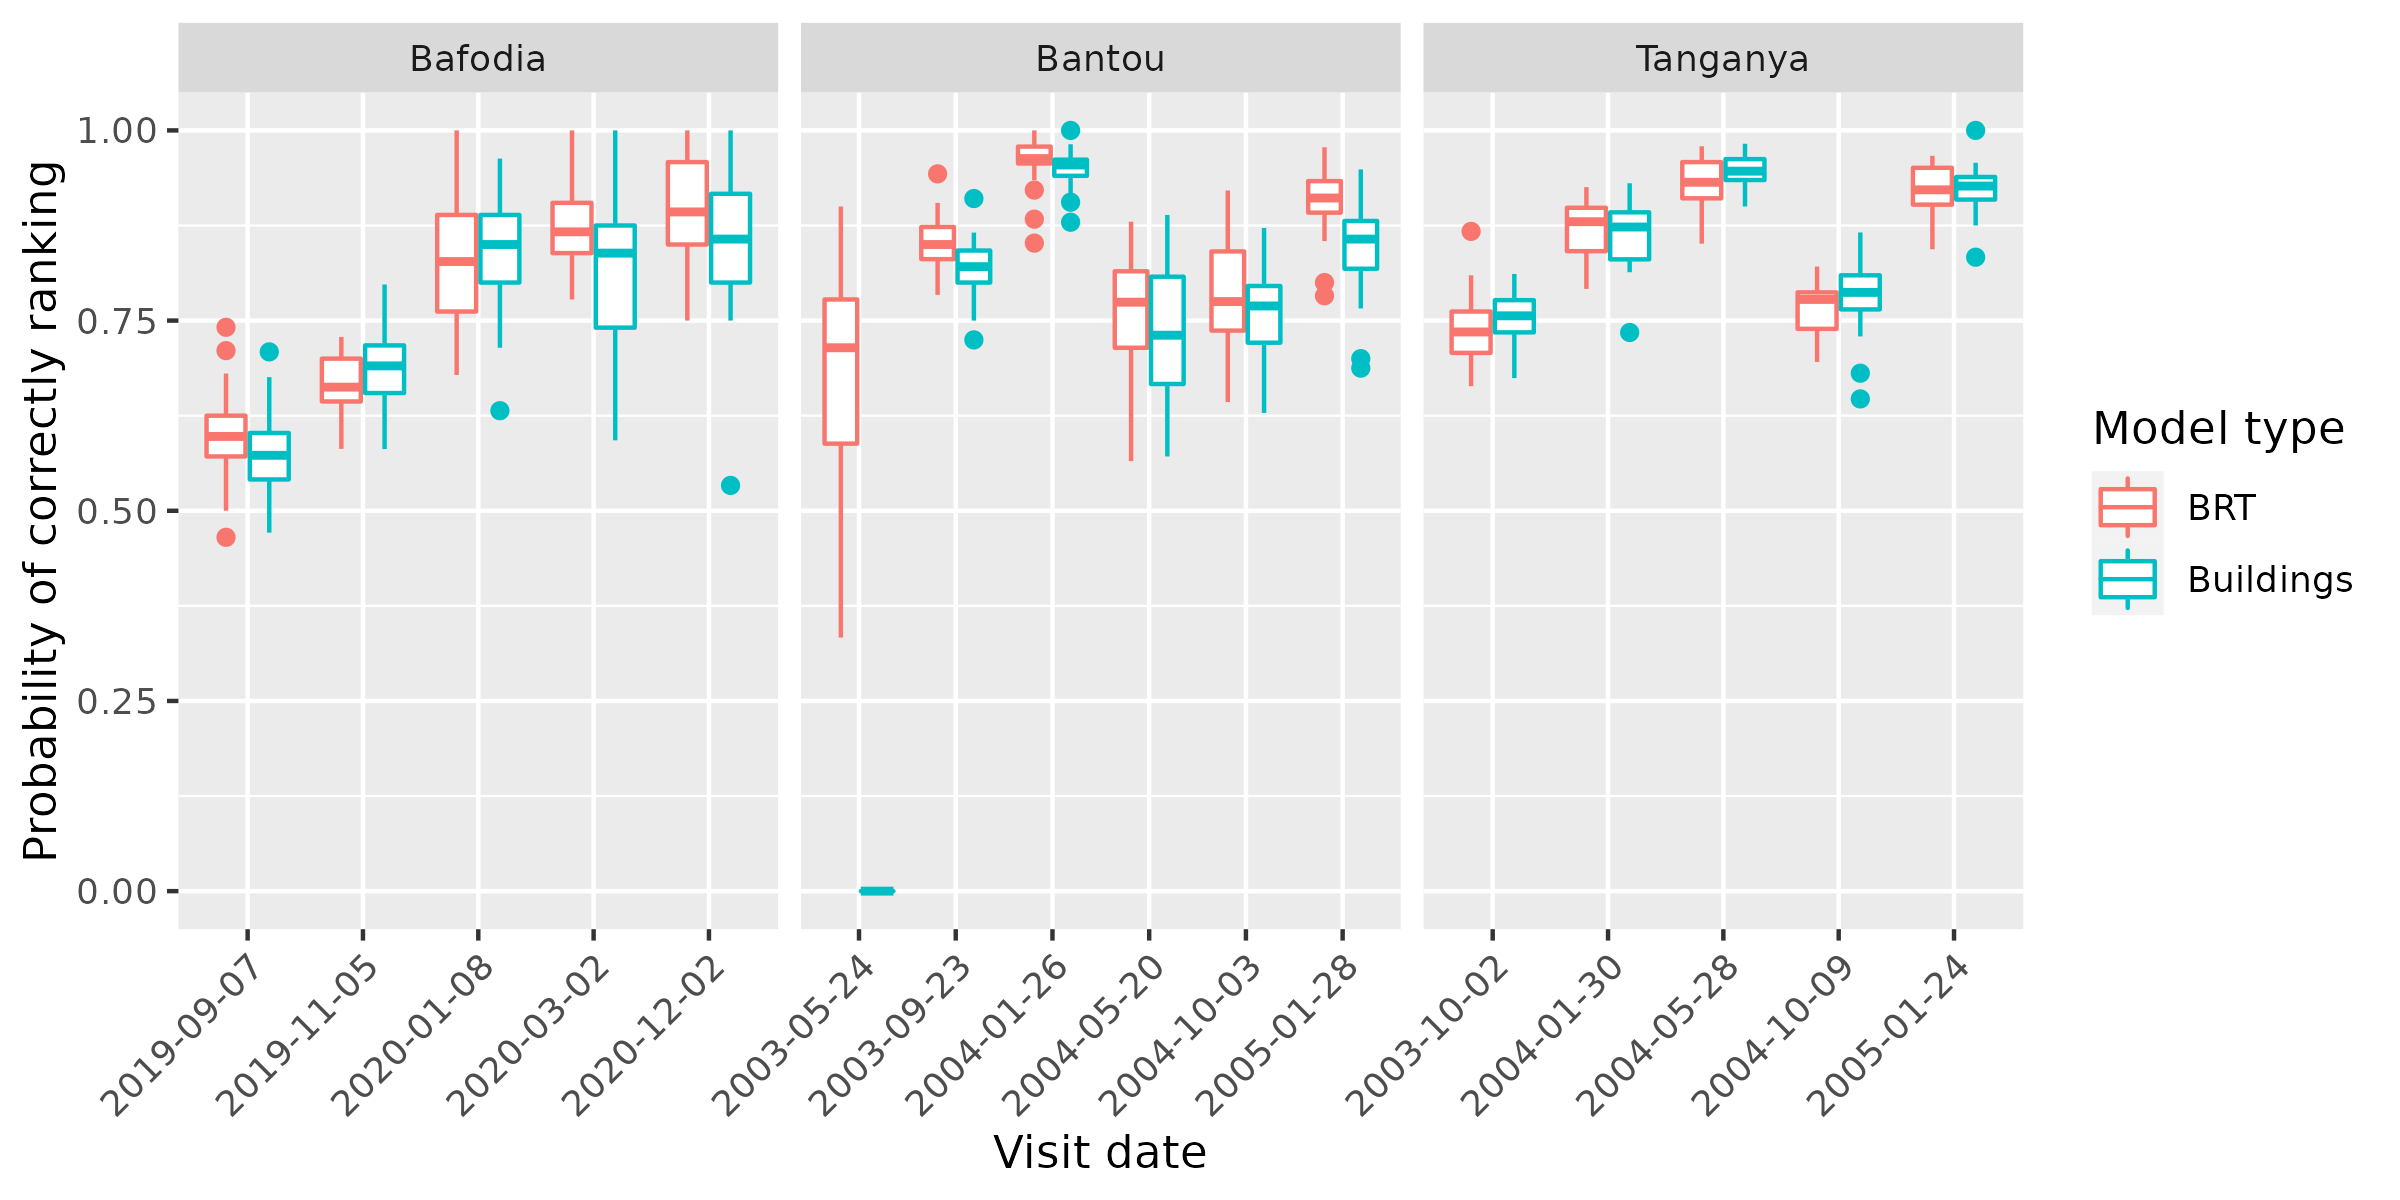 Bafodia
Bantou
Tanganya
Probability of correctly ranking
1.00
0.75
0.50
0.25
0.00
2019-09-07
2019-11-05
2020-01-08
2020-03-02
2020-12-02
2003-05-24
2003-09-23
2004-01-26
2004-05-20
2004-10-03
2005-01-28
2003-10-02
2004-01-30
2004-05-28
2004-10-09
2005-01-24
Visit date
Model type
BRT
Buildings